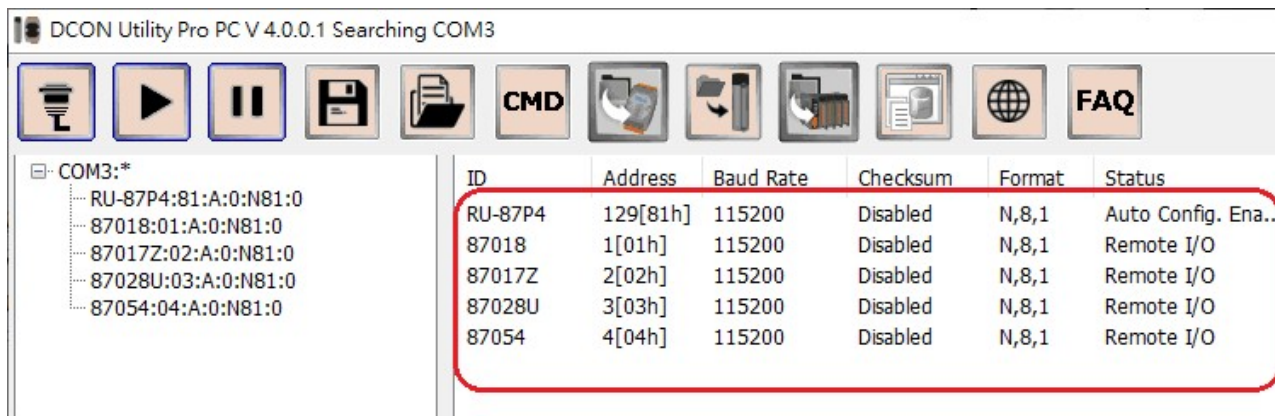 DCON Utility Pro PC V 4.0.0.1 Searching COM3
CMD
FAQ
COM3:*
RU-87P4:81:A:0:N81:0
87018:01:A:0:N81:0
87017Z:02:A:0:N81:0
87028U:03:A:0:N81:0
87054:04:A:0:N81:0
ID Address Baud Rate Checksum Format Status
RU-87P4 129[81h] 115200 Disabled N,8,1 Auto Config. Ena..
87018 1[01h] 115200 Disabled N,8,1 Remote I/O
87017Z 2[02h] 115200 Disabled N,8,1 Remote I/O
87028U 3[03h] 115200 Disabled N,8,1 Remote I/O
87054 4[04h] 115200 Disabled N,8,1 Remote I/O